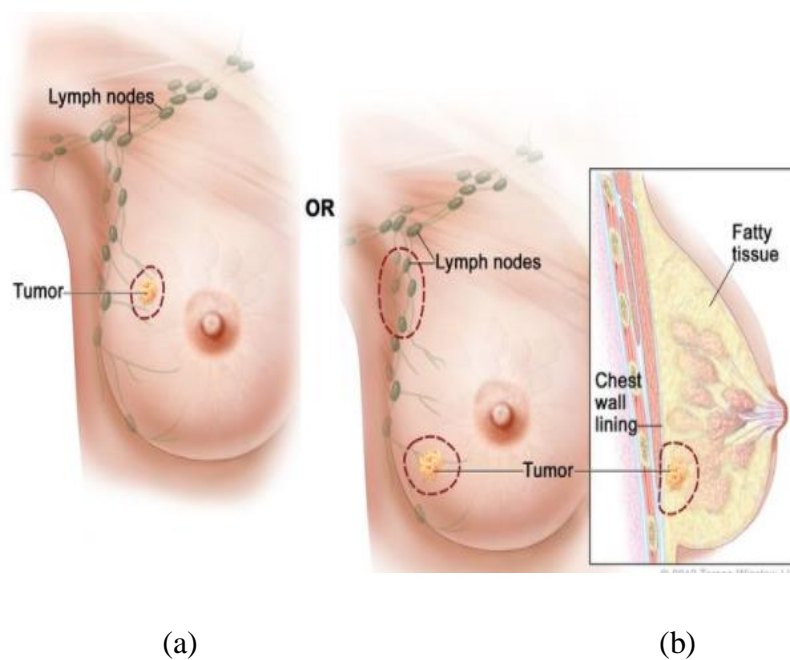 Lymph nodes
Tumor
OR
Lymph nodes
Fatty
tissue
Chest
wall
lining
Tumor
(a)
(b)